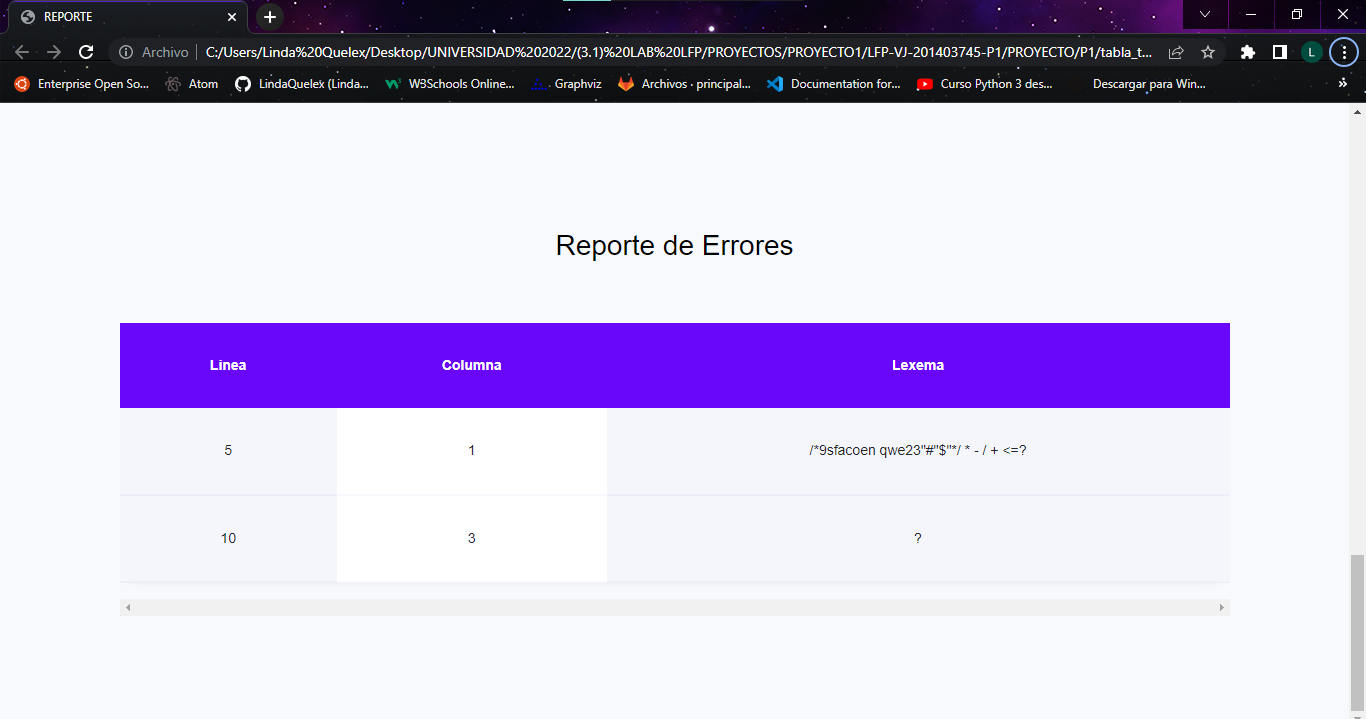 REPORTE
Archivo
C:/Users/Linda%20Quelex/Desktop/UNIVERSIDAD%202022/(3.1)%20LAB%20LFP/PROYECTOS/PROYECTO1/LFP-VJ-201403745-P1/PROYECTO/P1/tabla_t...
L
Enterprise Open So... Atom LindaQuelex (Linda... W3Schools Online... Graphviz Archivos · principal... Documentation for... Curso Python 3 des... Descargar para Win... »
Reporte de Errores
Linea Columna Lexema
5 1 /*9sfacoen qwe23"#"$"*/ * - / + <=?
10 3 ?